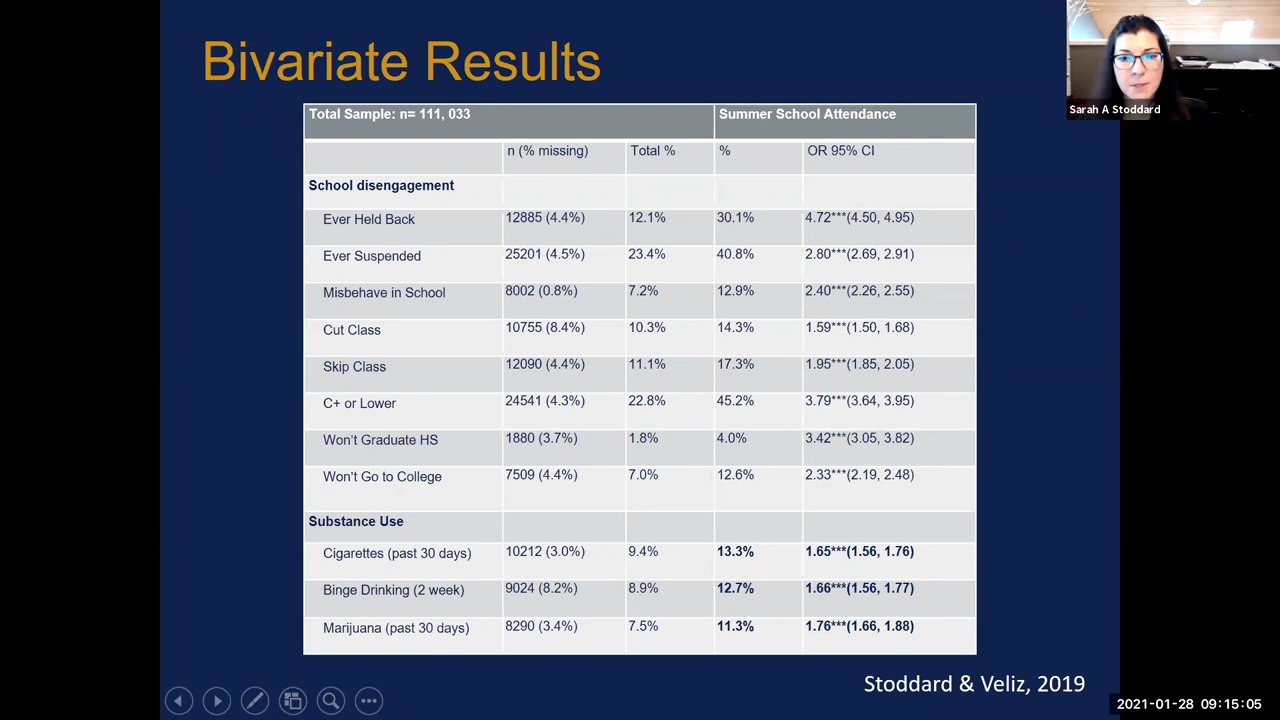 Bivariate Results
Sarah A Stoddard
Total Sample: n= 111, 033 Summer School Attendance
n (% missing) Total % % OR 95% CI
School disengagement
Ever Held Back 12885 (4.4%) 12.1% 30.1% 4.72***(4.50, 4.95)
Ever Suspended 25201 (4.5%) 23.4% 40.8% 2.80***(2.69, 2.91)
Misbehave in School 8002 (0.8%) 7.2% 12.9% 2.40***(2.26, 2.55)
Cut Class 10755 (8.4%) 10.3% 14.3% 1.59***(1.50, 1.68)
Skip Class 12090 (4.4%) 11.1% 17.3% 1.95***(1.85, 2.05)
C+ or Lower 24541 (4.3%) 22.8% 45.2% 3.79***(3.64, 3.95)
Won't Graduate HS 1880 (3.7%) 1.8% 4.0% 3.42***(3.05, 3.82)
Won't Go to College 7509 (4.4%) 7.0% 12.6% 2.33***(2.19, 2.48)
Substance Use
Cigarettes (past 30 days) 10212 (3.0%) 9.4% 13.3% 1.65***(1.56, 1.76)
Binge Drinking (2 week) 9024 (8.2%) 8.9% 12.7% 1.66***(1.56, 1.77)
Marijuana (past 30 days) 8290 (3.4%) 7.5% 11.3% 1.76***(1.66, 1.88)
Stoddard & Veliz, 2019
2021-01-28 09:15:05